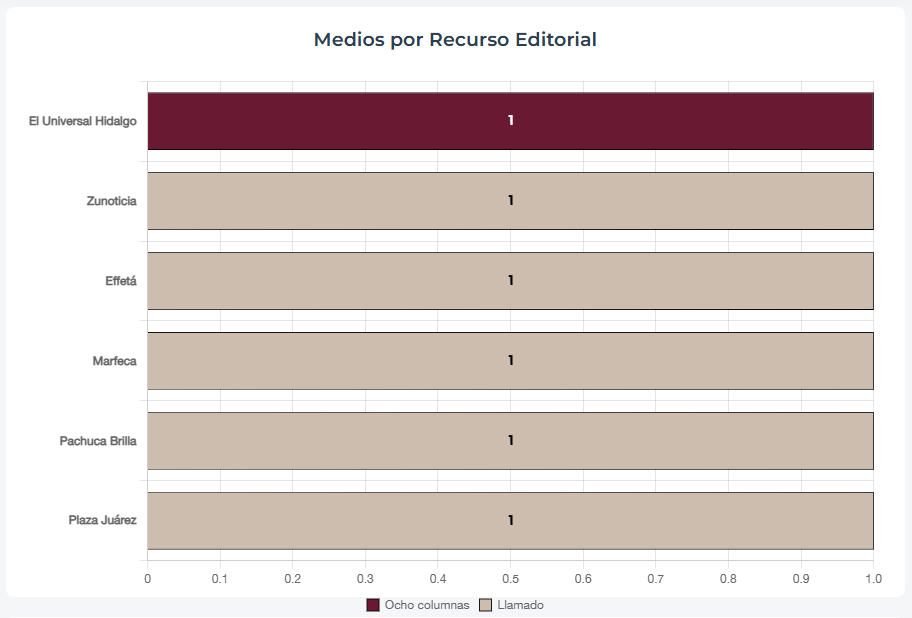 Medios por Recurso Editorial
El Universal Hidalgo
1
Zunoticia
1
Effetá
1
Marfeca
1
Pachuca Brilla
1
Plaza Juárez
1
0 0.1 0.2 0.3 0.4 0.5 0.6 0.7 0.8 0.9 1.0
Ocho columnas Llamado